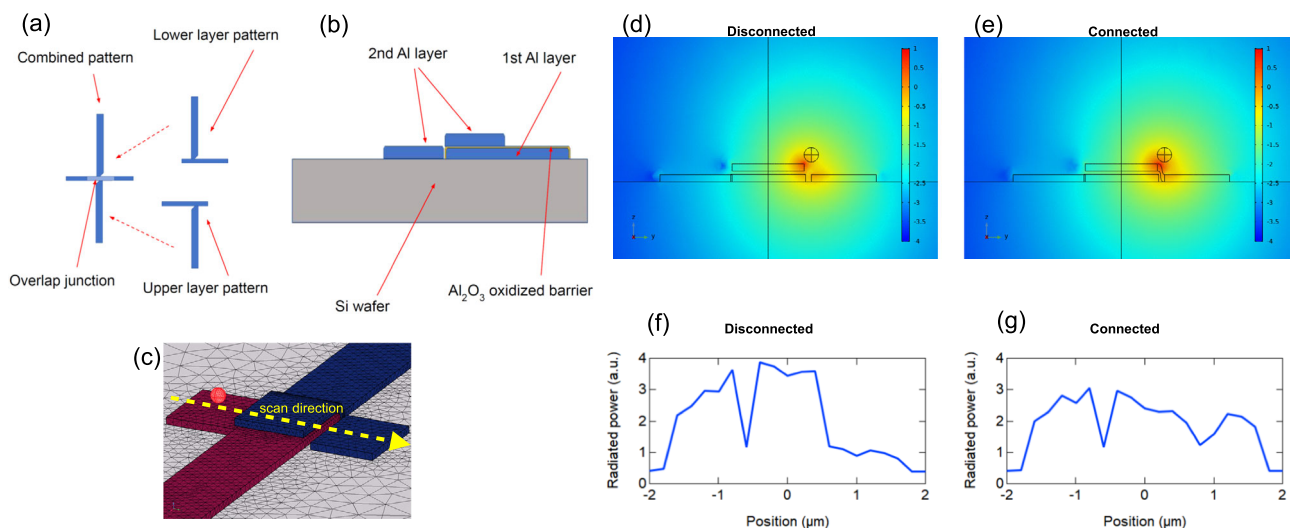 (a)
Combined pattern
Lower layer pattern
Overlap junction
Upper layer pattern
(b)
2nd Al layer
1st Al layer
Si wafer
Al2O3 oxidized barrier
(c)
scan direction
(d)
Disconnected
1
0.5
0
-0.5
-1
-1.5
-2
-2.5
-3
-3.5
4
z
x
y
(e)
Connected
1
0.5
0
-0.5
-1
-1.5
-2
-2.5
-3
-3.5
4
z
x
y
(f)
Disconnected
Radiated power (a.u.)
4
3
2
1
0
-2
-1
0
1
2
Position (µm)
(g)
Connected
Radiated power (a.u.)
4
3
2
1
0
-2
-1
0
1
2
Position (µm)